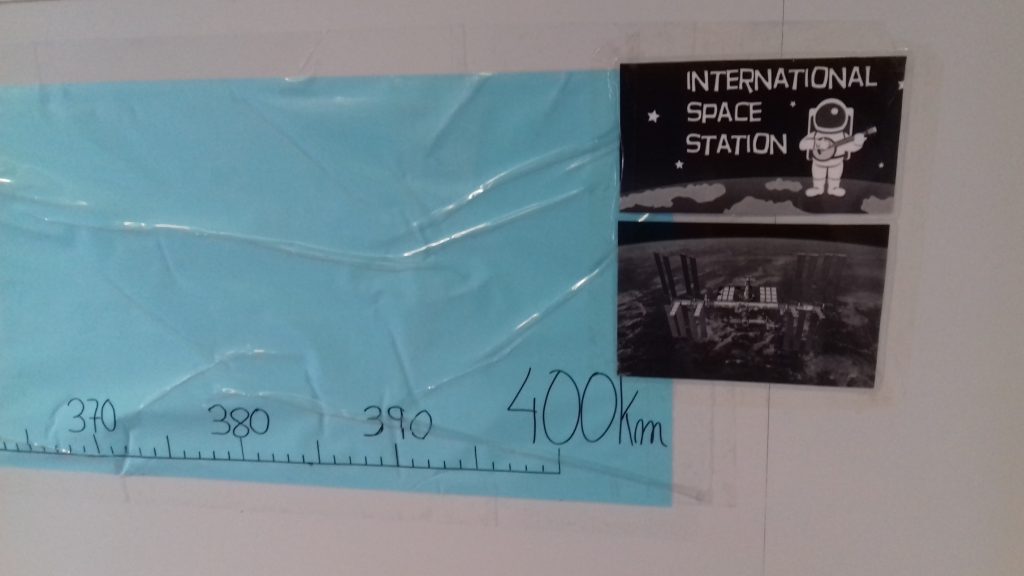 INTERNATIONAL
SPACE
STATION
370 380 390 400Km